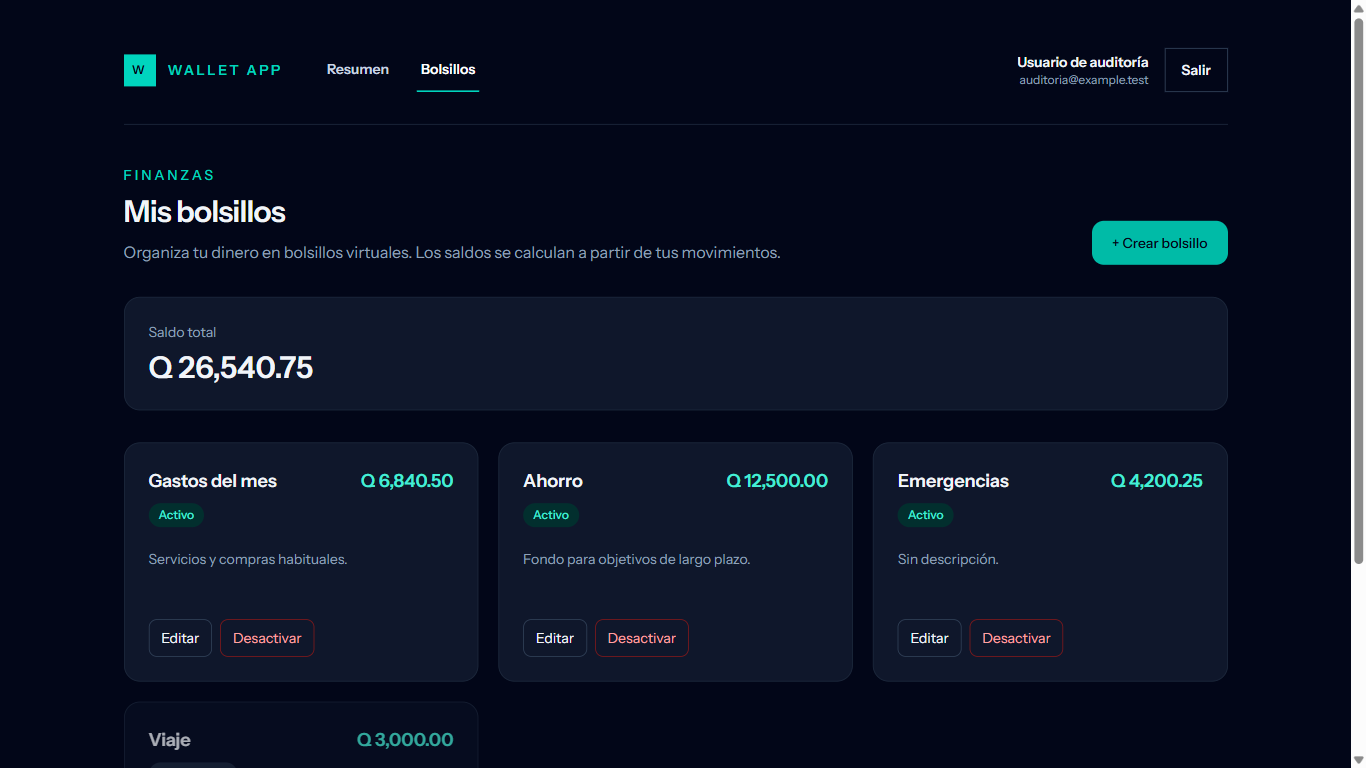 W WALLET APP Resumen Bolsillos Usuario de auditoría Salir
auditoria@example.test
FINANZAS
Mis bolsillos
Organiza tu dinero en bolsillos virtuales. Los saldos se calculan a partir de tus movimientos.
+ Crear bolsillo
Saldo total
Q 26,540.75
Gastos del mes Q 6,840.50
Activo
Servicios y compras habituales.
Editar Desactivar
Ahorro Q 12,500.00
Activo
Fondo para objetivos de largo plazo.
Editar Desactivar
Emergencias Q 4,200.25
Activo
Sin descripción.
Editar Desactivar
Viaje Q 3,000.00